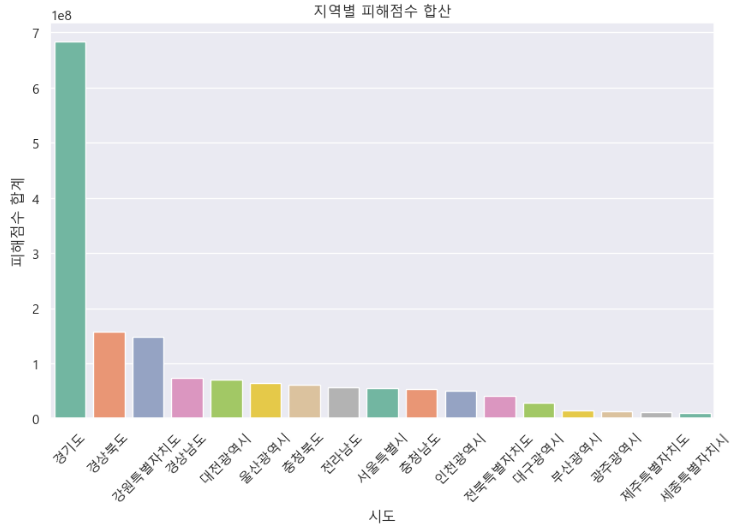 지역별 피해점수 합산
1e8
7
6
5
4
3
2
1
0
피해점수 합계
경기도
경상북도
강원특별자치도
경상남도
대전광역시
울산광역시
충청북도
전라남도
서울특별시
충청남도
인천광역시
전북특별자치도
대구광역시
부산광역시
광주광역시
제주특별자치도
세종특별자치시
시도